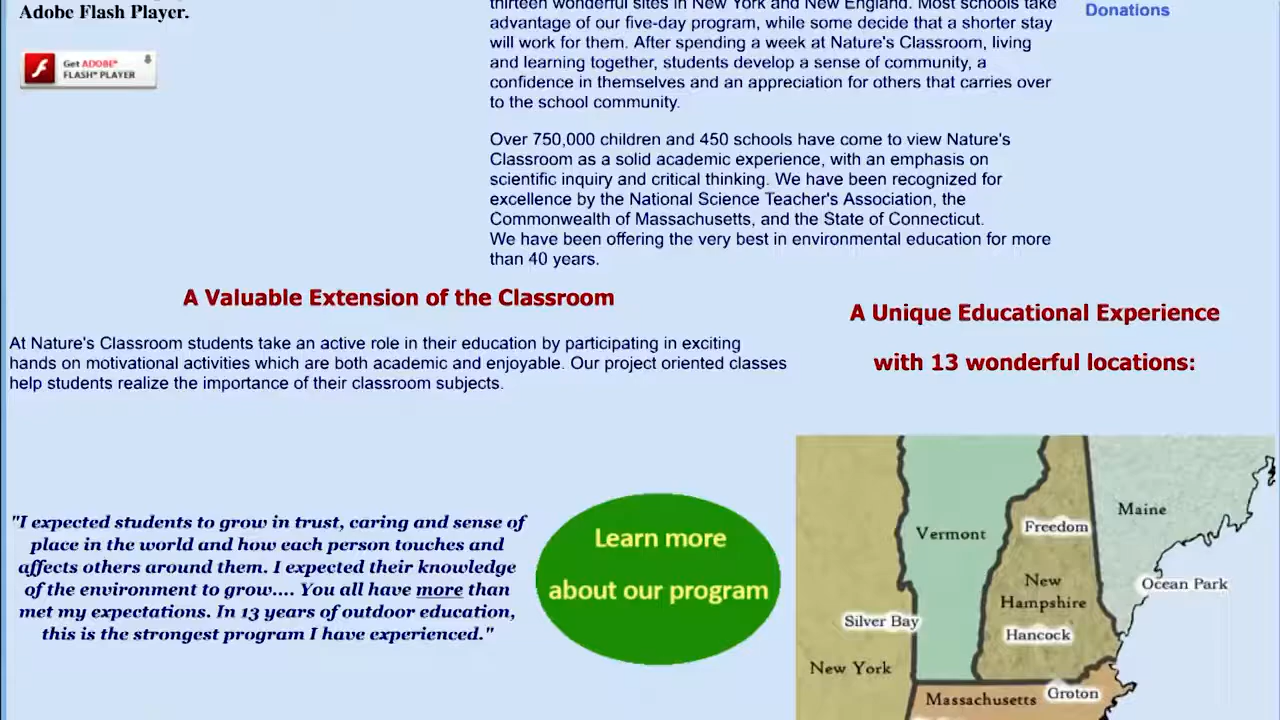 Adobe Flash Player.
Get ADOBE®
FLASH® PLAYER
thirteen wonderful sites in New York and New England. Most schools take
advantage of our five-day program, while some decide that a shorter stay
will work for them. After spending a week at Nature's Classroom, living
and learning together, students develop a sense of community, a
confidence in themselves and an appreciation for others that carries over
to the school community.
Over 750,000 children and 450 schools have come to view Nature's
Classroom as a solid academic experience, with an emphasis on
scientific inquiry and critical thinking. We have been recognized for
excellence by the National Science Teacher's Association, the
Commonwealth of Massachusetts, and the State of Connecticut.
We have been offering the very best in environmental education for more
than 40 years.
Donations
A Valuable Extension of the Classroom
At Nature's Classroom students take an active role in their education by participating in exciting
hands on motivational activities which are both academic and enjoyable. Our project oriented classes
help students realize the importance of their classroom subjects.
A Unique Educational Experience
with 13 wonderful locations:
"I expected students to grow in trust, caring and sense of
place in the world and how each person touches and
affects others around them. I expected their knowledge
of the environment to grow.... You all have more than
met my expectations. In 13 years of outdoor education,
this is the strongest program I have experienced."
Learn more
about our program
Maine
Freedom
Vermont
New
Hampshire
Ocean Park
Silver Bay
Hancock
New York
Massachusetts
Groton